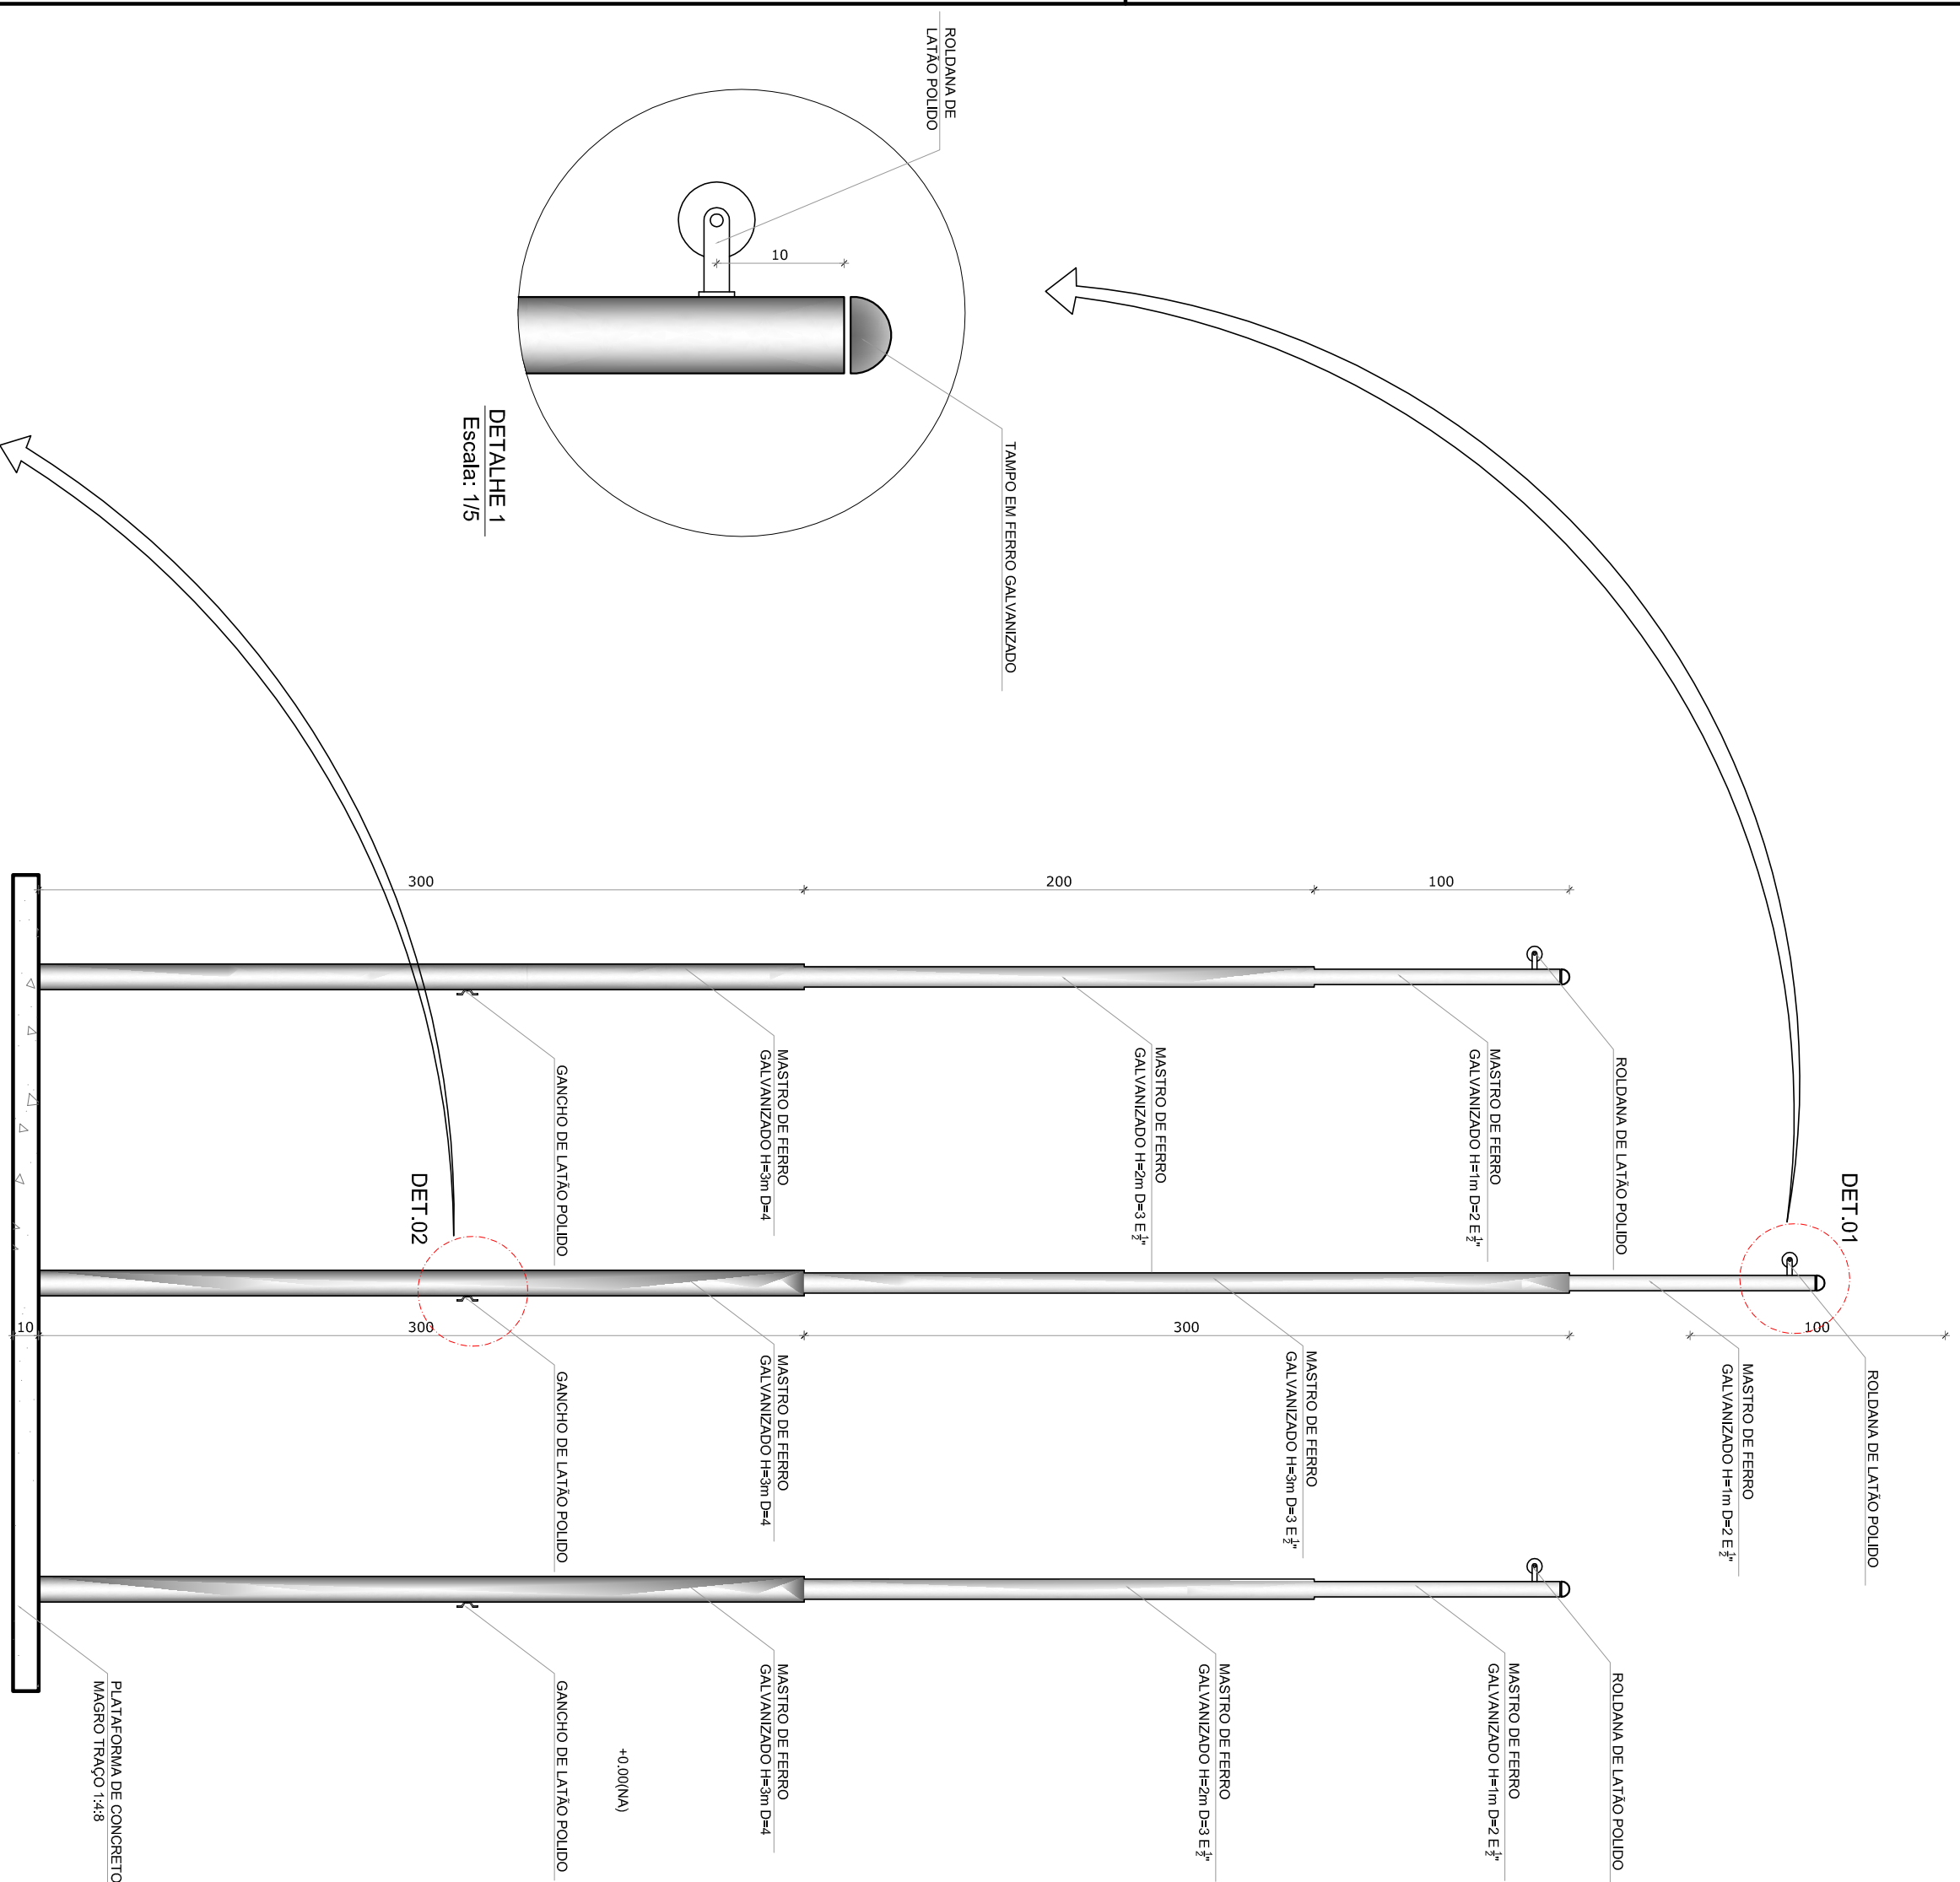 ROLDANA DE
LATÃO POLIDO
10
TAMPO EM FERRO GALVANIZADO
DETALHE 1
Escala: 1/5
DET.01
DET.02
100
200
300
ROLDANA DE LATÃO POLIDO
MASTRO DE FERRO
GALVANIZADO H=1m D=2 E 1/2"
MASTRO DE FERRO
GALVANIZADO H=2m D=3 E 1/2"
MASTRO DE FERRO
GALVANIZADO H=3m D=4
GANCHO DE LATÃO POLIDO
100
300
300
10
ROLDANA DE LATÃO POLIDO
MASTRO DE FERRO
GALVANIZADO H=1m D=2 E 1/2"
MASTRO DE FERRO
GALVANIZADO H=3m D=3 E 1/2"
MASTRO DE FERRO
GALVANIZADO H=3m D=4
GANCHO DE LATÃO POLIDO
ROLDANA DE LATÃO POLIDO
MASTRO DE FERRO
GALVANIZADO H=1m D=2 E 1/2"
MASTRO DE FERRO
GALVANIZADO H=2m D=3 E 1/2"
MASTRO DE FERRO
GALVANIZADO H=3m D=4
+0.00(NA)
GANCHO DE LATÃO POLIDO
PLATAFORMA DE CONCRETO
MAGRO TRAÇO 1:4:8